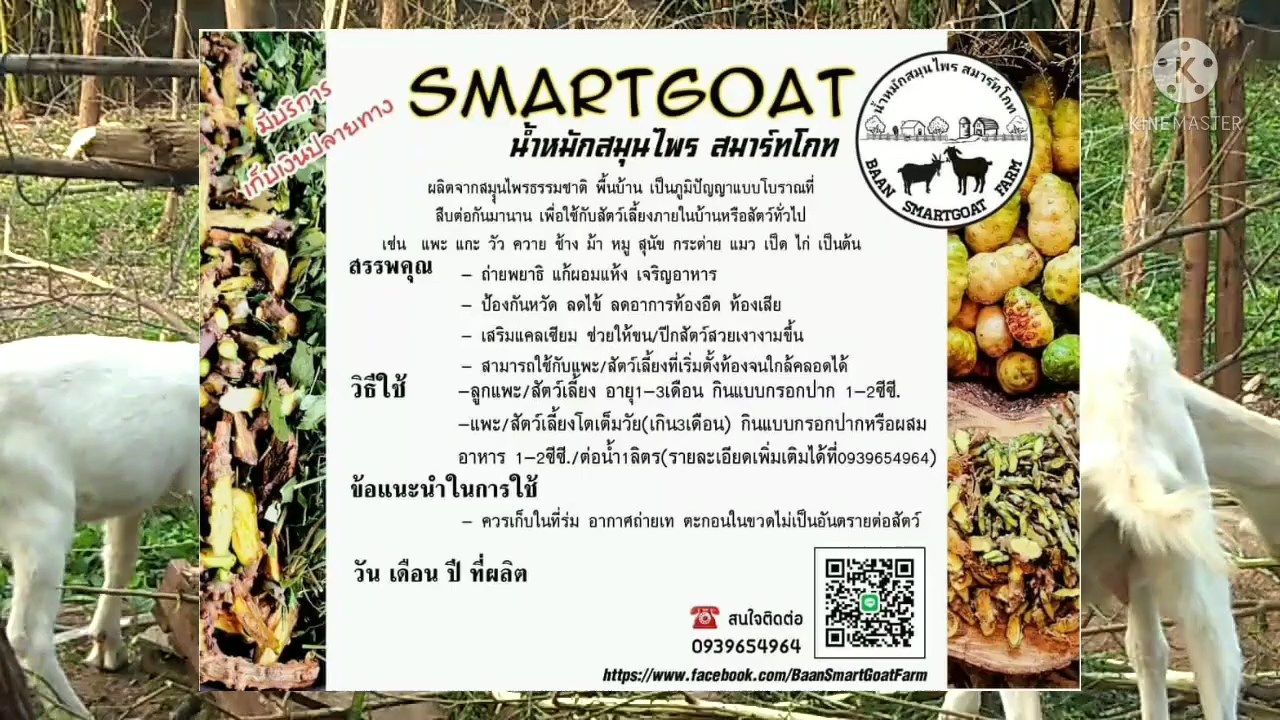 KINEMASTER
มีบริการ
เก็บเงินปลายทาง
SMARTGOAT
น้ำหมักสมุนไพร สมาร์ทโกท
น้ำหมักสมุนไพร สมาร์ทโกท
BAAN SMARTGOAT FARM
ผลิตจากสมุนไพรธรรมชาติ พื้นบ้าน เป็นภูมิปัญญาแบบโบราณที่
สืบต่อกันมานาน เพื่อใช้กับสัตว์เลี้ยงภายในบ้านหรือสัตว์ทั่วไป
เช่น แพะ แกะ วัว ควาย ช้าง ม้า หมู สุนัข กระต่าย แมว เป็ด ไก่ เป็นต้น
สรรพคุณ
– ถ่ายพยาธิ แก้ผอมแห้ง เจริญอาหาร
– ป้องกันหวัด ลดไข้ ลดอาการท้องอืด ท้องเสีย
– เสริมแคลเซียม ช่วยให้ขน/ปีกสัตว์สวยเงางามขึ้น
– สามารถใช้กับแพะ/สัตว์เลี้ยงที่เริ่มตั้งท้องจนใกล้คลอดได้
วิธีใช้ –ลูกแพะ/สัตว์เลี้ยง อายุ1–3เดือน กินแบบกรอกปาก 1–2ซีซี.
–แพะ/สัตว์เลี้ยงโตเต็มวัย(เกิน3เดือน) กินแบบกรอกปากหรือผสม
อาหาร 1–2ซีซี./ต่อน้ำ1ลิตร(รายละเอียดเพิ่มเติมได้ที่0939654964)
ข้อแนะนำในการใช้
– ควรเก็บในที่ร่ม อากาศถ่ายเท ตะกอนในขวดไม่เป็นอันตรายต่อสัตว์
วัน เดือน ปี ที่ผลิต
สนใจติดต่อ
0939654964
https://www.facebook.com/BaanSmartGoatFarm